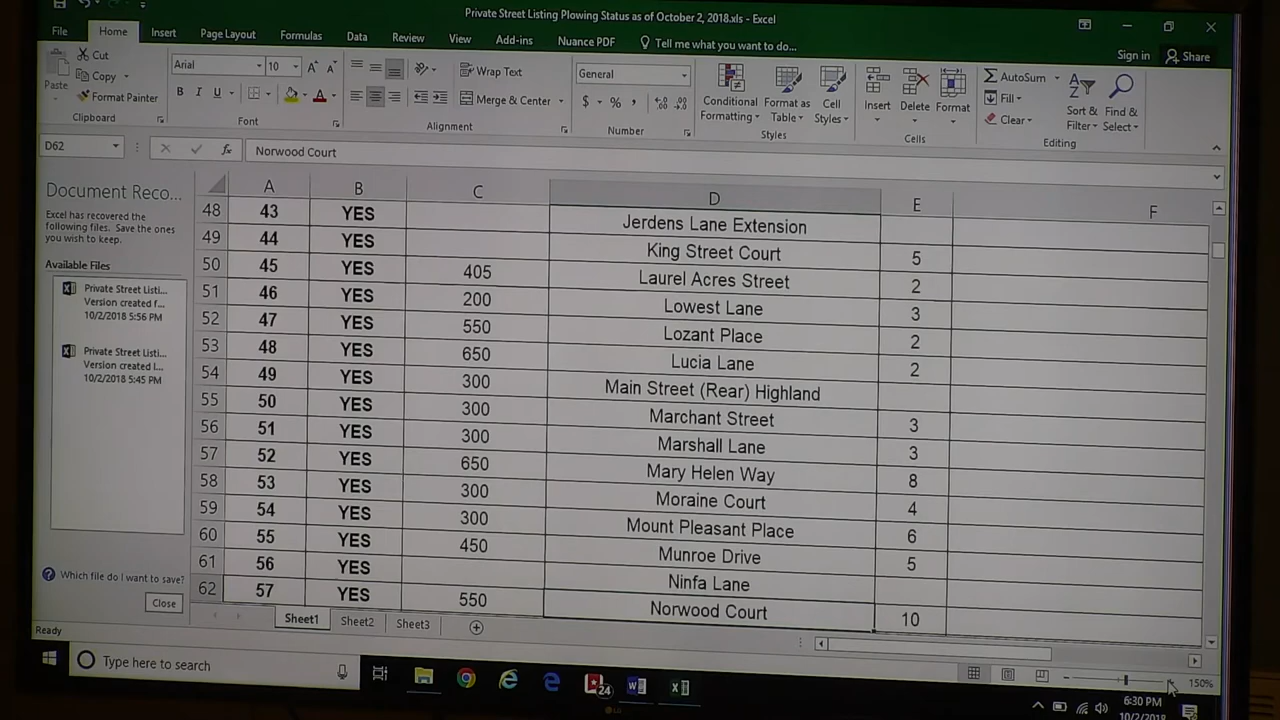 Private Street Listing Plowing Status as of October 2, 2018.xls - Excel
File Home Insert Page Layout Formulas Data Review View Add-ins Nuance PDF Tell me what you want to do... Sign in Share
Cut
Copy
Format Painter
Paste
Clipboard
Arial 10
B I U
Font
Wrap Text
Merge & Center
Alignment
General
$ % ,
Number
Conditional Formatting
Format as Table
Cell Styles
Styles
Insert Delete Format
Cells
AutoSum
Fill
Clear
Sort & Filter
Find & Select
Editing
D62 fx Norwood Court
Document Reco...
Excel has recovered the
following files. Save the ones
you wish to keep.
Available Files
Private Street Listi...
Version created f...
10/2/2018 5:56 PM
Private Street Listi...
Version created l...
10/2/2018 5:45 PM
Which file do I want to save?
Close
A B C D E F
48 43 YES Jerdens Lane Extension
49 44 YES King Street Court 5
50 45 YES 405 Laurel Acres Street 2
51 46 YES 200 Lowest Lane 3
52 47 YES 550 Lozant Place 2
53 48 YES 650 Lucia Lane 2
54 49 YES 300 Main Street (Rear) Highland
55 50 YES 300 Marchant Street 3
56 51 YES 300 Marshall Lane 3
57 52 YES 650 Mary Helen Way 8
58 53 YES 300 Moraine Court 4
59 54 YES 300 Mount Pleasant Place 6
60 55 YES 450 Munroe Drive 5
61 56 YES Ninfa Lane
62 57 YES 550 Norwood Court 10
Sheet1 Sheet2 Sheet3
Ready
150%
Type here to search
24
6:30 PM
10/2/2018
LG